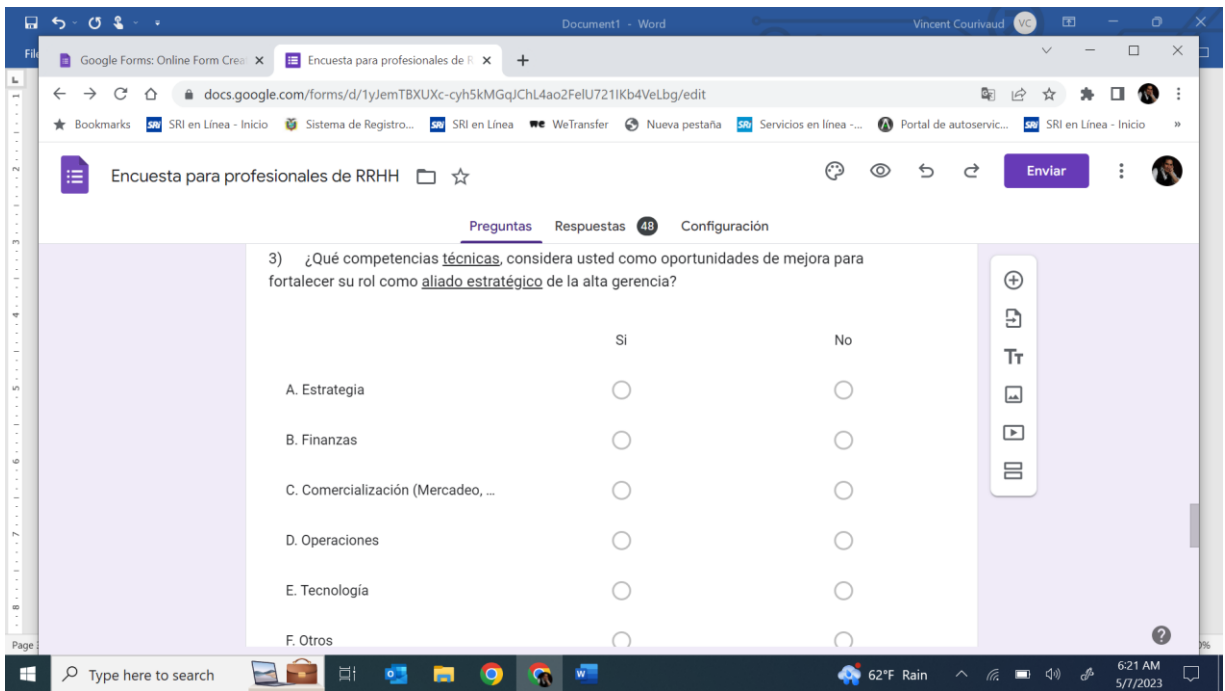 Document1 - Word
Vincent Courivaud
VC
File
Google Forms: Online Form Crea
Encuesta para profesionales de R
docs.google.com/forms/d/1yJemTBXUXc-cyh5kMGqJChL4ao2FelU721IKb4VeLbg/edit
Bookmarks SRI en Línea - Inicio Sistema de Registro... SRI en Línea WeTransfer Nueva pestaña Servicios en línea -... Portal de autoservic... SRI en Línea - Inicio »
Encuesta para profesionales de RRHH
Enviar
Preguntas Respuestas 48 Configuración
3) ¿Qué competencias técnicas, considera usted como oportunidades de mejora para
fortalecer su rol como aliado estratégico de la alta gerencia?
Si No
A. Estrategia
B. Finanzas
C. Comercialización (Mercadeo, ...
D. Operaciones
E. Tecnología
F. Otros
Page
Type here to search
62°F Rain
6:21 AM
5/7/2023